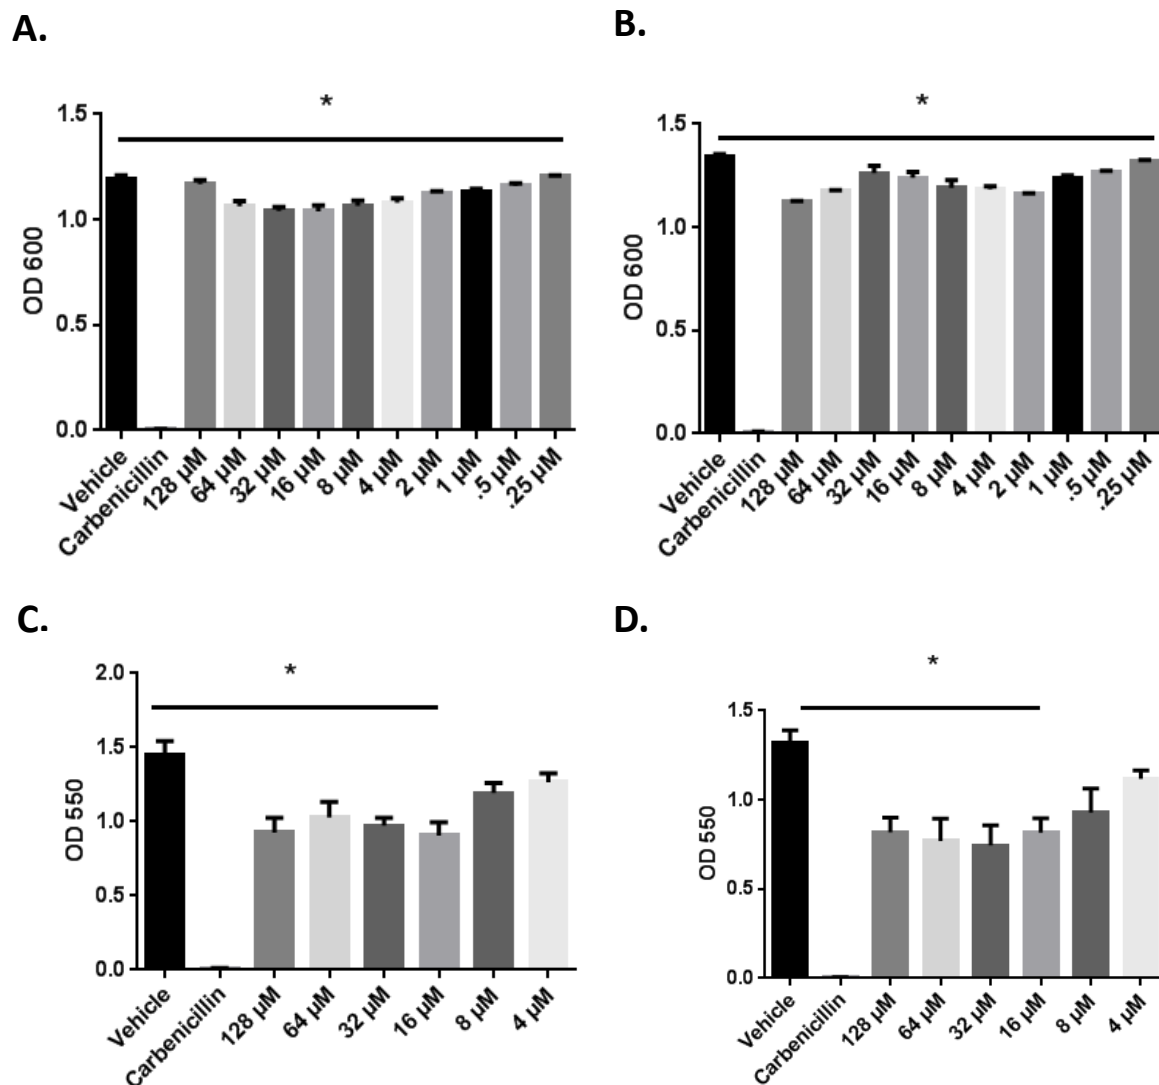 A.
*
1.5
1.0
0.5
0.0
OD 600
Vehicle
Carbenicillin
128 µM
64 µM
32 µM
16 µM
8 µM
4 µM
2 µM
1 µM
.5 µM
.25 µM
B.
*
1.5
1.0
0.5
0.0
OD 600
Vehicle
Carbenicillin
128 µM
64 µM
32 µM
16 µM
8 µM
4 µM
2 µM
1 µM
.5 µM
.25 µM
C.
*
2.0
1.5
1.0
0.5
0.0
OD 550
Vehicle
Carbenicillin
128 µM
64 µM
32 µM
16 µM
8 µM
4 µM
D.
*
1.5
1.0
0.5
0.0
OD 550
Vehicle
Carbenicillin
128 µM
64 µM
32 µM
16 µM
8 µM
4 µM